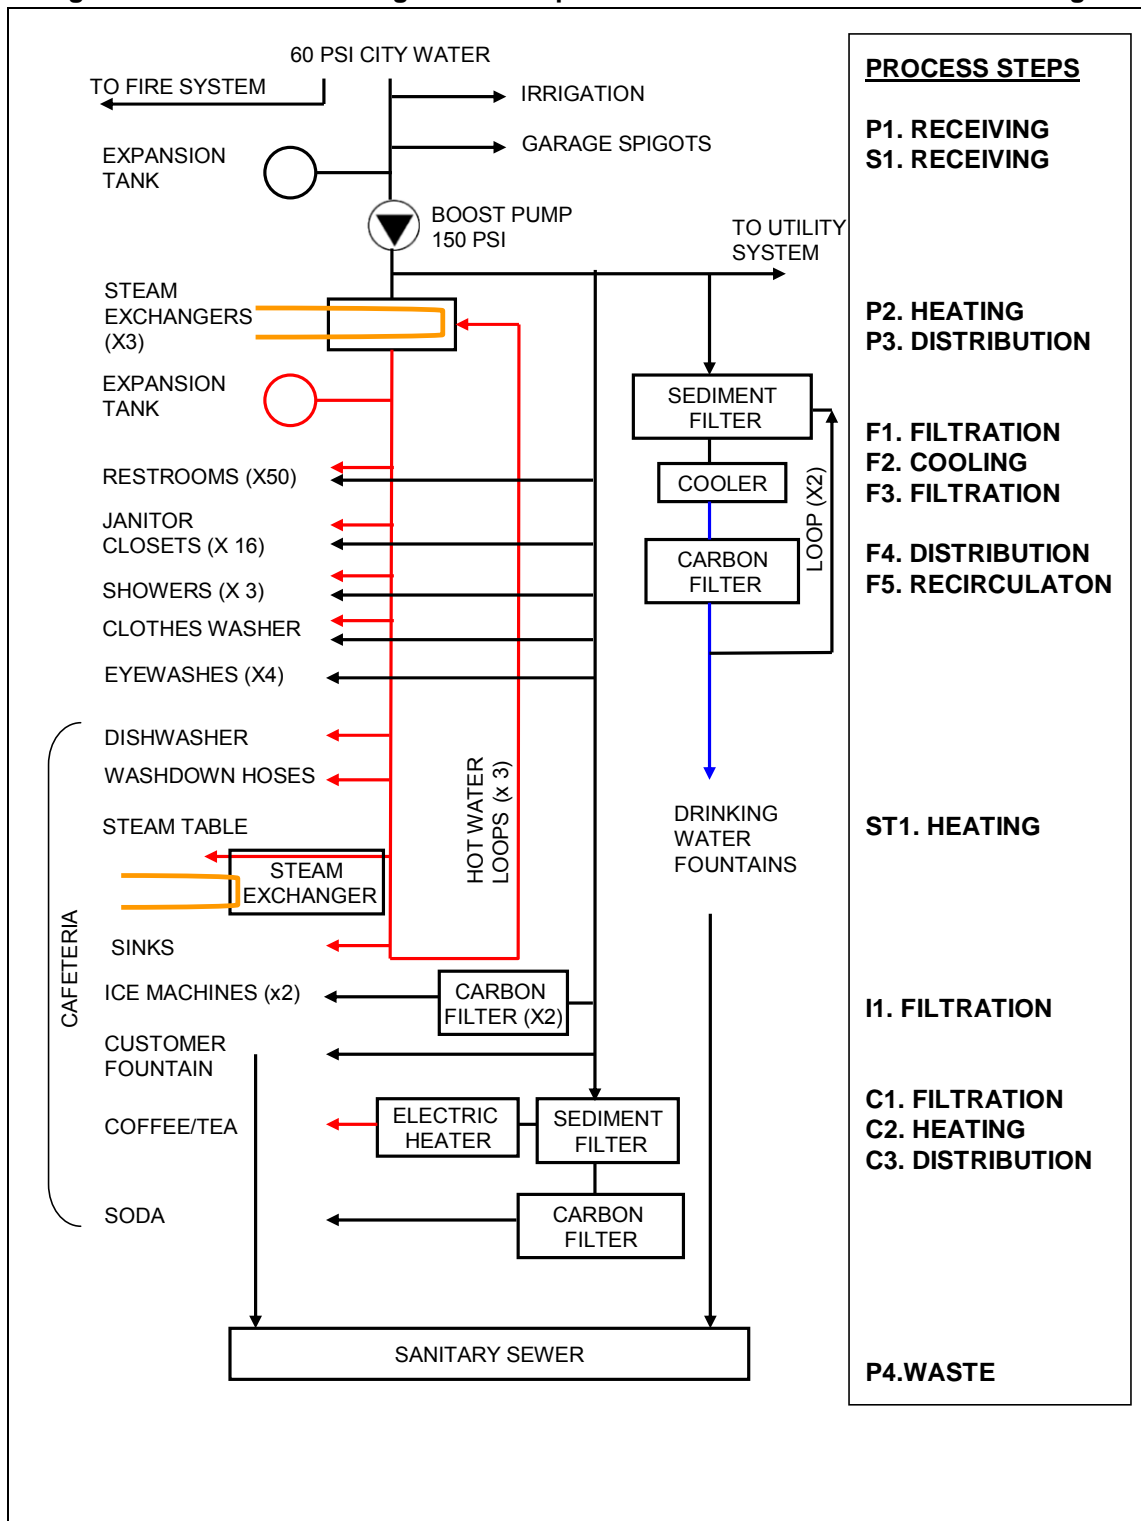 60 PSI CITY WATER
TO FIRE SYSTEM
IRRIGATION
GARAGE SPIGOTS
EXPANSION
TANK
BOOST PUMP
150 PSI
TO UTILITY
SYSTEM
STEAM
EXCHANGERS
(X3)
EXPANSION
TANK
SEDIMENT
FILTER
COOLER
CARBON
FILTER
LOOP (X2)
RESTROOMS (X50)
JANITOR
CLOSETS (X 16)
SHOWERS (X 3)
CLOTHES WASHER
EYEWASHES (X4)
DISHWASHER
WASHDOWN HOSES
STEAM TABLE
STEAM
EXCHANGER
HOT WATER
LOOPS (x 3)
DRINKING
WATER
FOUNTAINS
CAFETERIA
SINKS
ICE MACHINES (x2)
CARBON
FILTER (X2)
CUSTOMER
FOUNTAIN
COFFEE/TEA
ELECTRIC
HEATER
SEDIMENT
FILTER
SODA
CARBON
FILTER
SANITARY SEWER
PROCESS STEPS
P1. RECEIVING
S1. RECEIVING
P2. HEATING
P3. DISTRIBUTION
F1. FILTRATION
F2. COOLING
F3. FILTRATION
F4. DISTRIBUTION
F5. RECIRCULATON
ST1. HEATING
I1. FILTRATION
C1. FILTRATION
C2. HEATING
C3. DISTRIBUTION
P4.WASTE